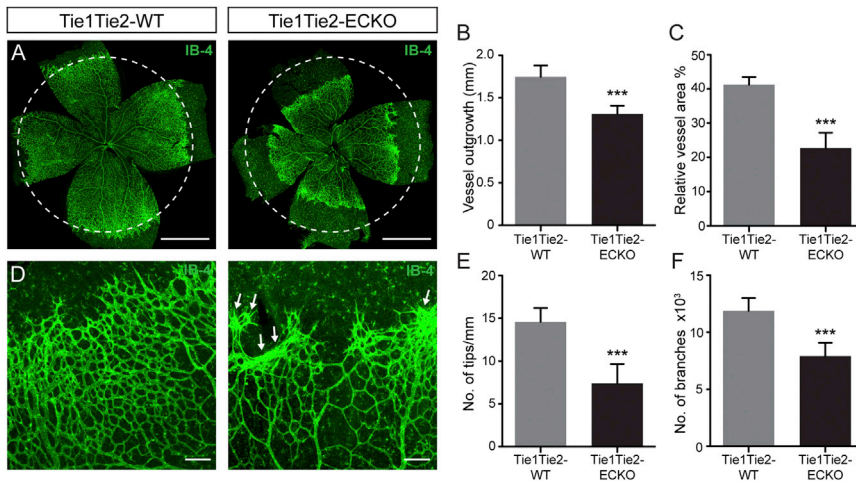 Tie1Tie2-WT
Tie1Tie2-ECKO
A
IB-4
IB-4
B
Vessel outgrowth (mm)
2.0
1.5
1.0
0.5
0
***
Tie1Tie2-
WT
Tie1Tie2-
ECKO
C
Relative vessel area %
50
40
30
20
10
0
***
Tie1Tie2-
WT
Tie1Tie2-
ECKO
D
IB-4
IB-4
E
No. of tips/mm
20
15
10
5
0
***
Tie1Tie2-
WT
Tie1Tie2-
ECKO
F
No. of branches x10³
15
10
5
0
***
Tie1Tie2-
WT
Tie1Tie2-
ECKO